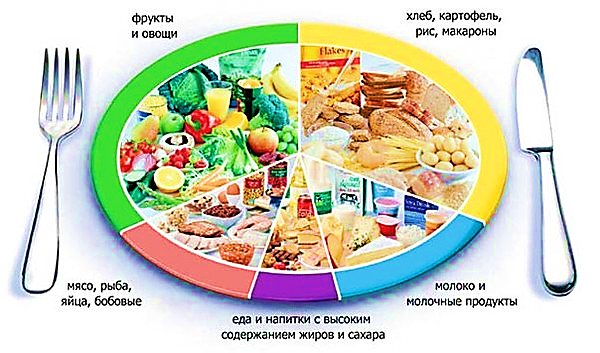 фрукты
и овощи
хлеб, картофель,
рис, макароны
Flakes
мясо, рыба,
яйца, бобовые
еда и напитки с высоким
содержанием жиров и сахара
молоко и
молочные продукты